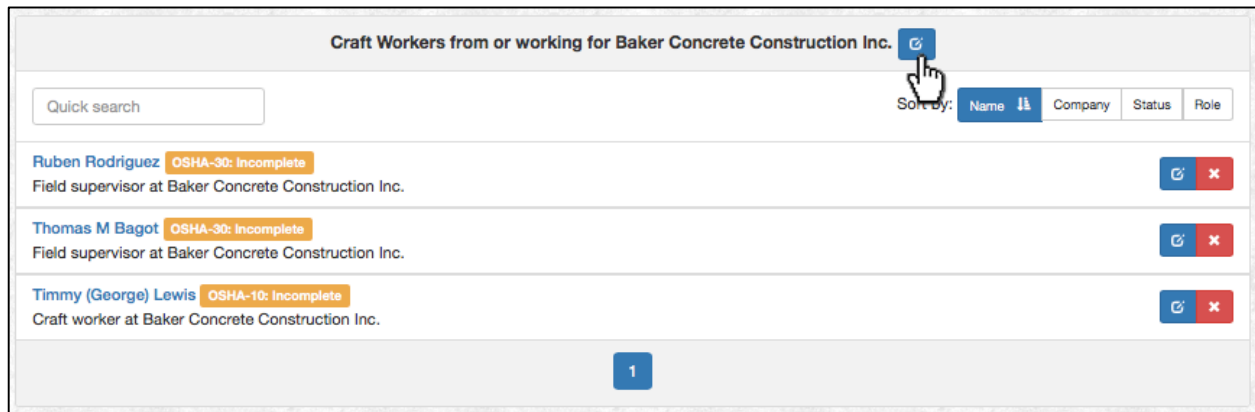 Craft Workers from or working for Baker Concrete Construction Inc.
Quick search
Sort by: Name Company Status Role
Ruben Rodriguez OSHA-30: Incomplete
Field supervisor at Baker Concrete Construction Inc.
Thomas M Bagot OSHA-30: Incomplete
Field supervisor at Baker Concrete Construction Inc.
Timmy (George) Lewis OSHA-10: Incomplete
Craft worker at Baker Concrete Construction Inc.
1